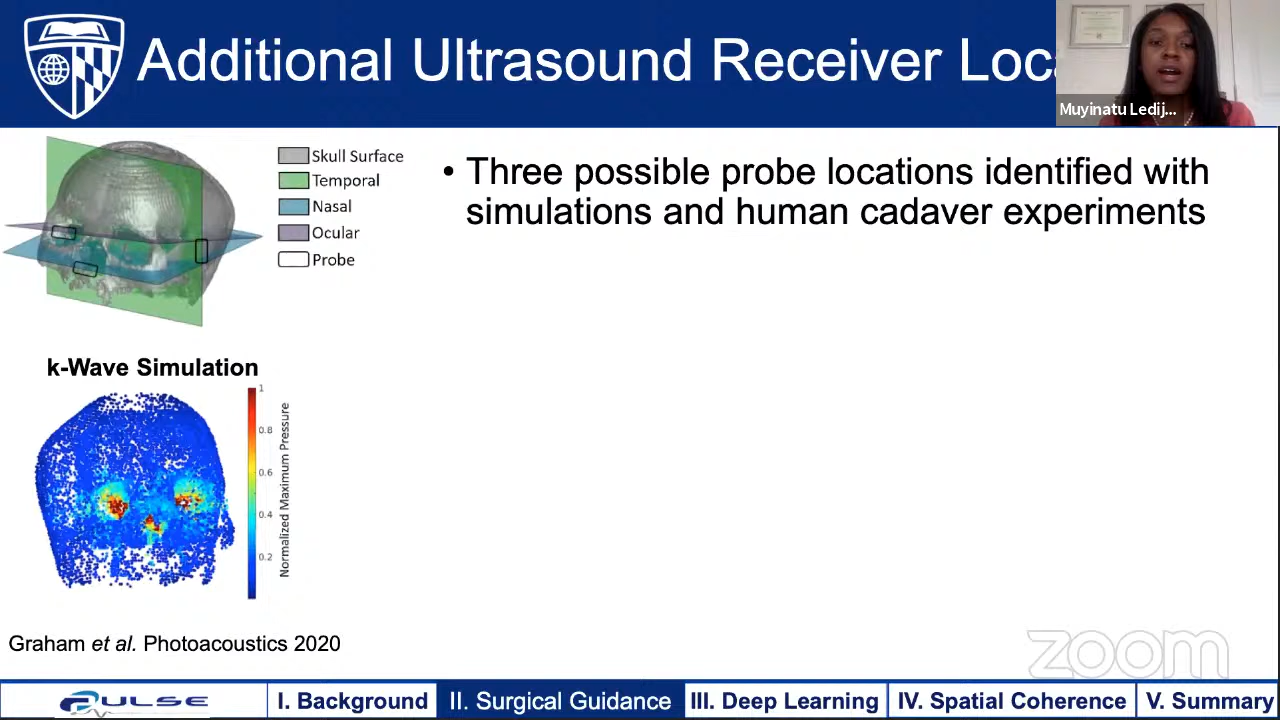 Additional Ultrasound Receiver Loc
Muyinatu Ledij...
Skull Surface
Temporal
Nasal
Ocular
Probe
• Three possible probe locations identified with
simulations and human cadaver experiments
k-Wave Simulation
1
0.8
0.6
0.4
0.2
Normalized Maximum Pressure
Graham et al. Photoacoustics 2020
zoom
PULSE
I. Background
II. Surgical Guidance
III. Deep Learning
IV. Spatial Coherence
V. Summary